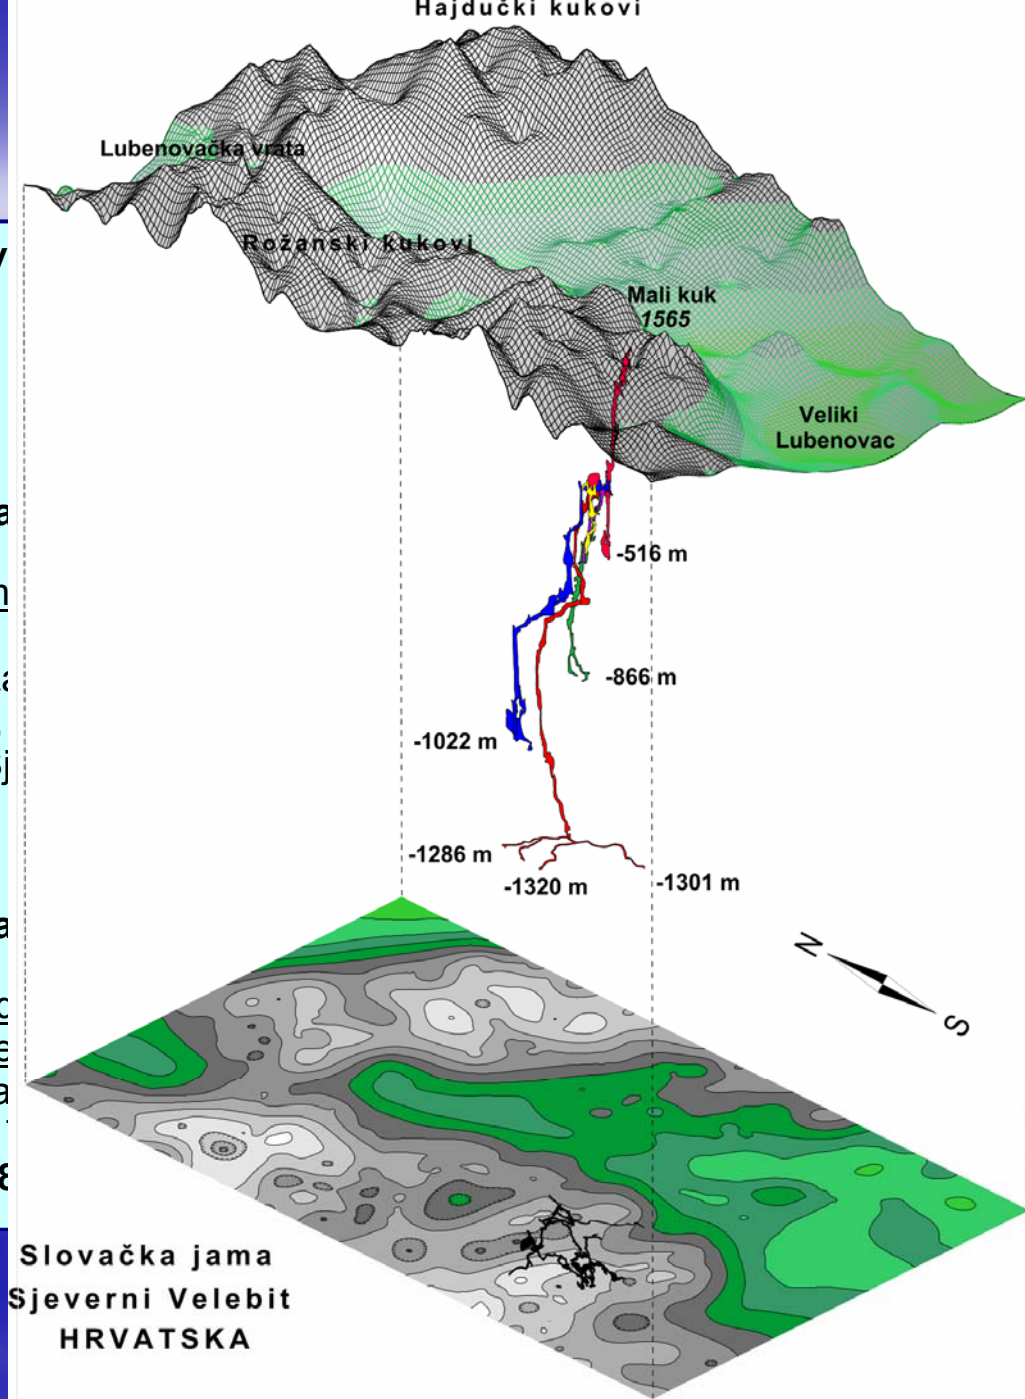 Hajdučki kukovi
Lubenovačka vrata
Rožanski kukovi
Mali kuk
1565
Veliki
Lubenovac
-516 m
-866 m
-1022 m
-1286 m
-1320 m
-1301 m
N
S
Slovačka jama
Sjeverni Velebit
HRVATSKA